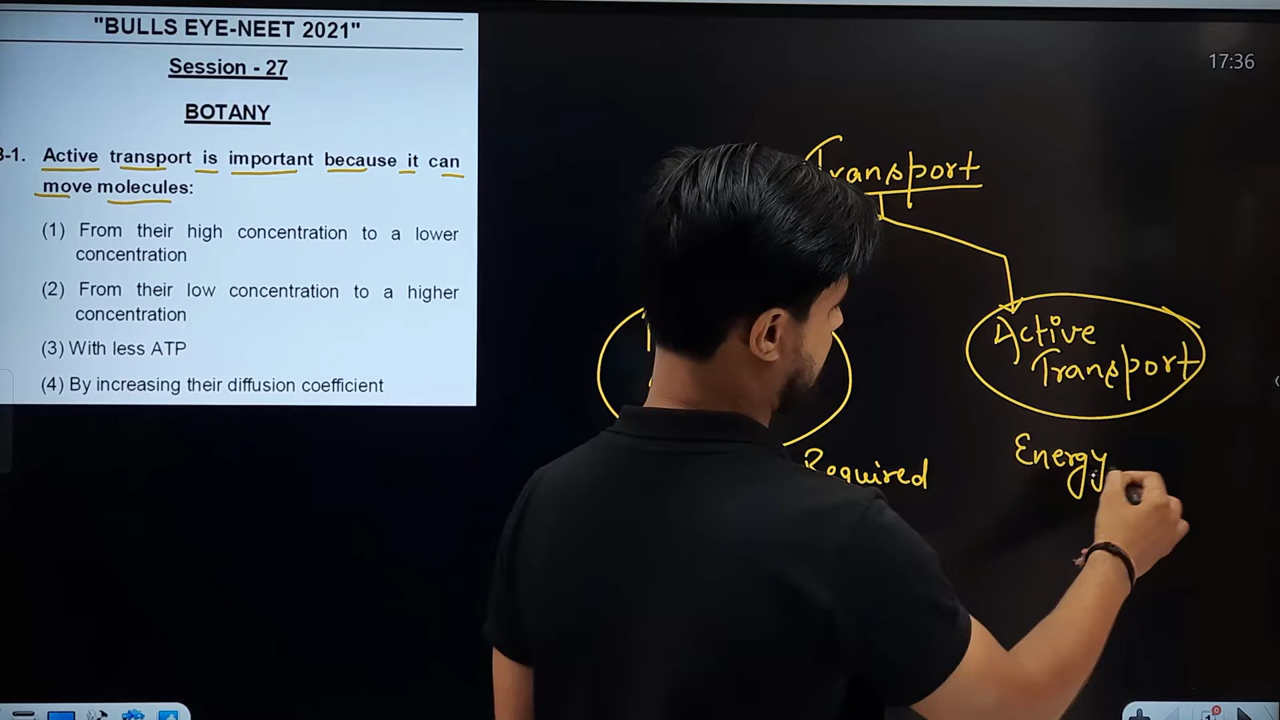 "BULLS EYE-NEET 2021"
Session - 27
BOTANY
-1. Active transport is important because it can
move molecules:
(1) From their high concentration to a lower
concentration
(2) From their low concentration to a higher
concentration
(3) With less ATP
(4) By increasing their diffusion coefficient
17:36
Transport
Active
Transport
Required
Energy